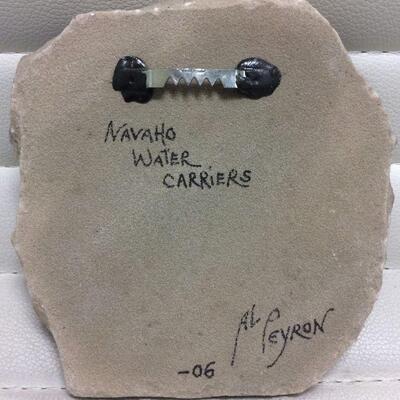 NAVAHO
WATER
CARRIERS
AL PEYRON
-06